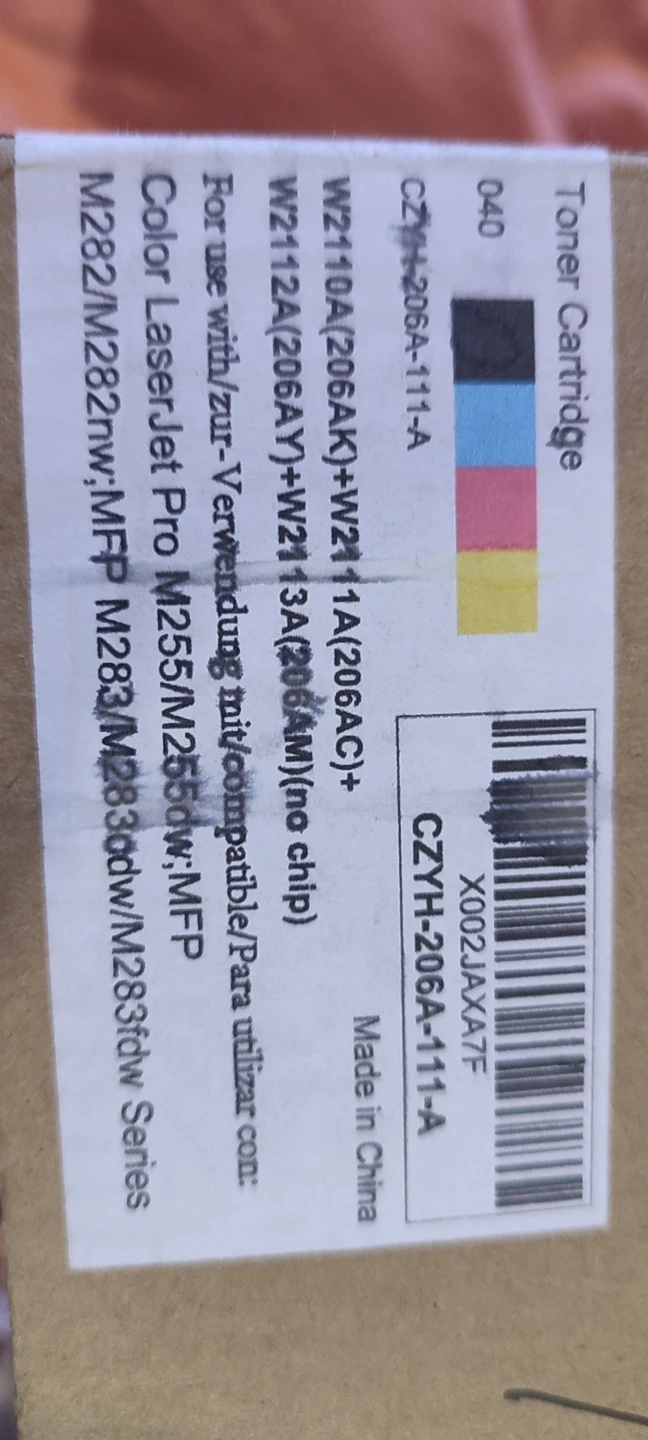 Toner Cartridge
040
X002JAXA7F
CZYH-206A-111-A
CZYH-206A-111-A
Made in China
W2110A(206AK)+W2111A(206AC)+
W2112A(206AY)+W2113A(206AM)(no chip)
For use with/zur-Verwendung mit/compatible/Para utilizar con:
Color LaserJet Pro M255/M255dw;MFP
M282/M282nw;MFP M283/M283cdw/M283fdw Series